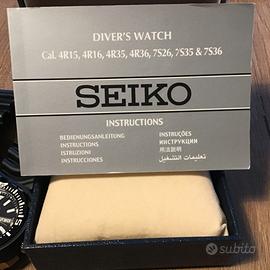 DIVER'S WATCH
Cal. 4R15, 4R16, 4R35, 4R36, 7S26, 7S35 & 7S36
SEIKO
INSTRUCTIONS
BEDIENUNGSANLEITUNG
INSTRUCTIONS
ISTRUZIONI
INSTRUCCIONES
INSTRUÇÕES
ИНСТРУКЦИИ
用法説明
تعليمات التشغيل
subito